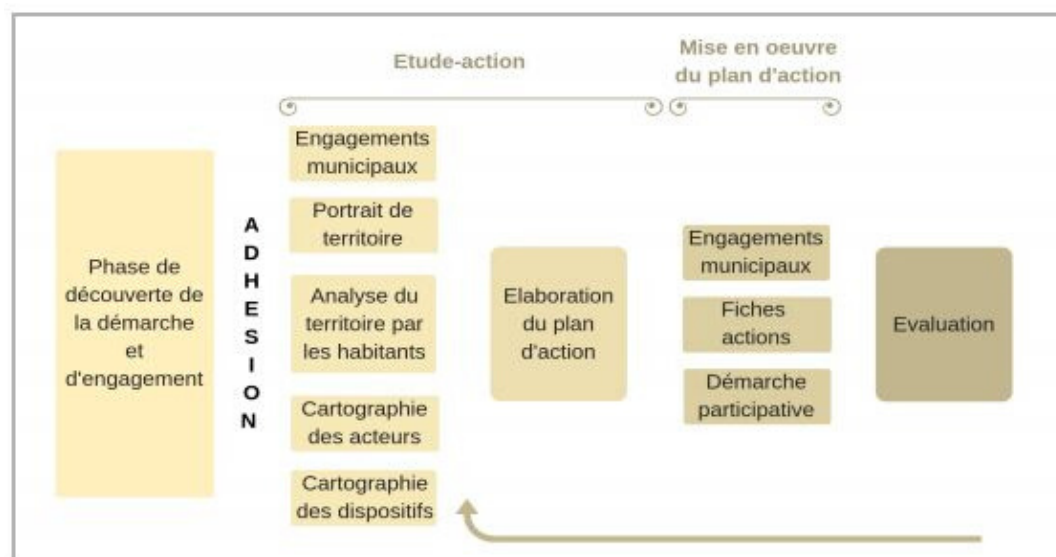 Etude-action
Mise en oeuvre
du plan d'action
Phase de
découverte de
la démarche
et
d'engagement
ADHESION
Engagements
municipaux
Portrait de
territoire
Analyse du
territoire par
les habitants
Cartographie
des acteurs
Cartographie
des dispositifs
Elaboration
du plan
d'action
Engagements
municipaux
Fiches
actions
Démarche
participative
Evaluation